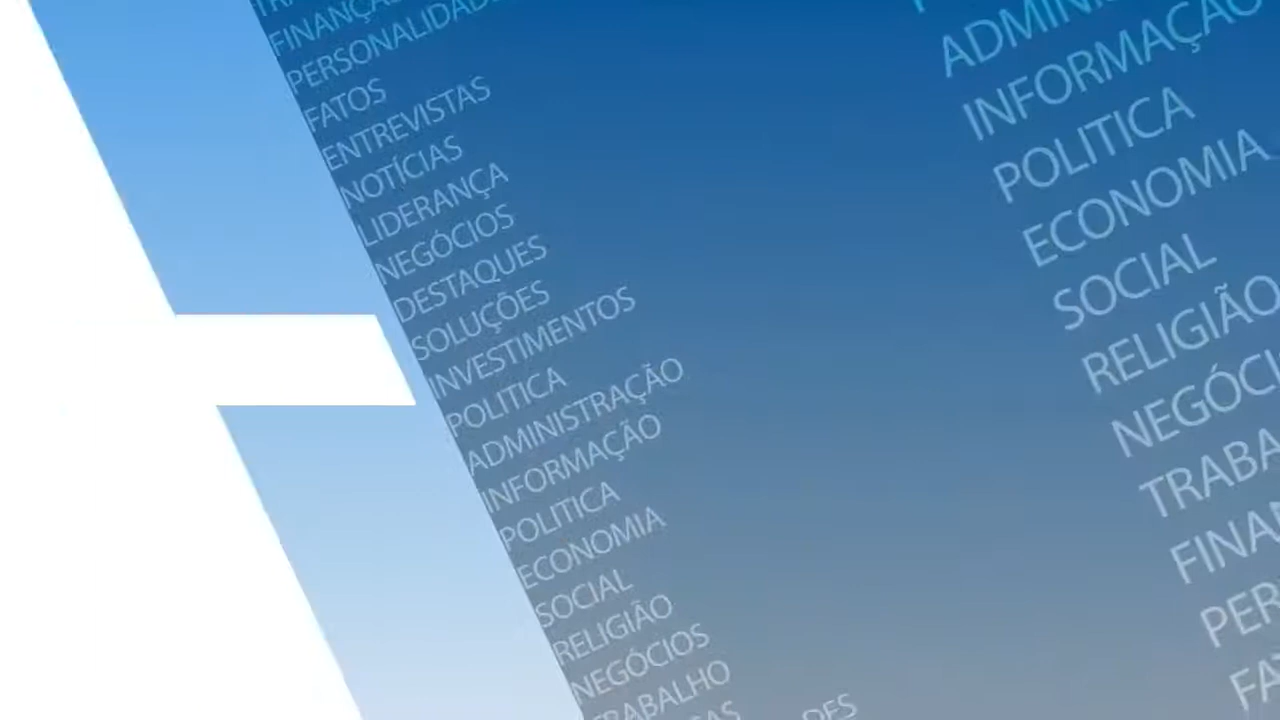 FINANÇAS
PERSONALIDADES
FATOS
ENTREVISTAS
NOTÍCIAS
LIDERANÇA
NEGÓCIOS
DESTAQUES
SOLUÇÕES
INVESTIMENTOS
POLITICA
ADMINISTRAÇÃO
INFORMAÇÃO
POLITICA
ECONOMIA
SOCIAL
RELIGIÃO
NEGÓCIOS
TRABALHO
INFORMAÇÃO
POLITICA
ECONOMIA
SOCIAL
RELIGIÃO